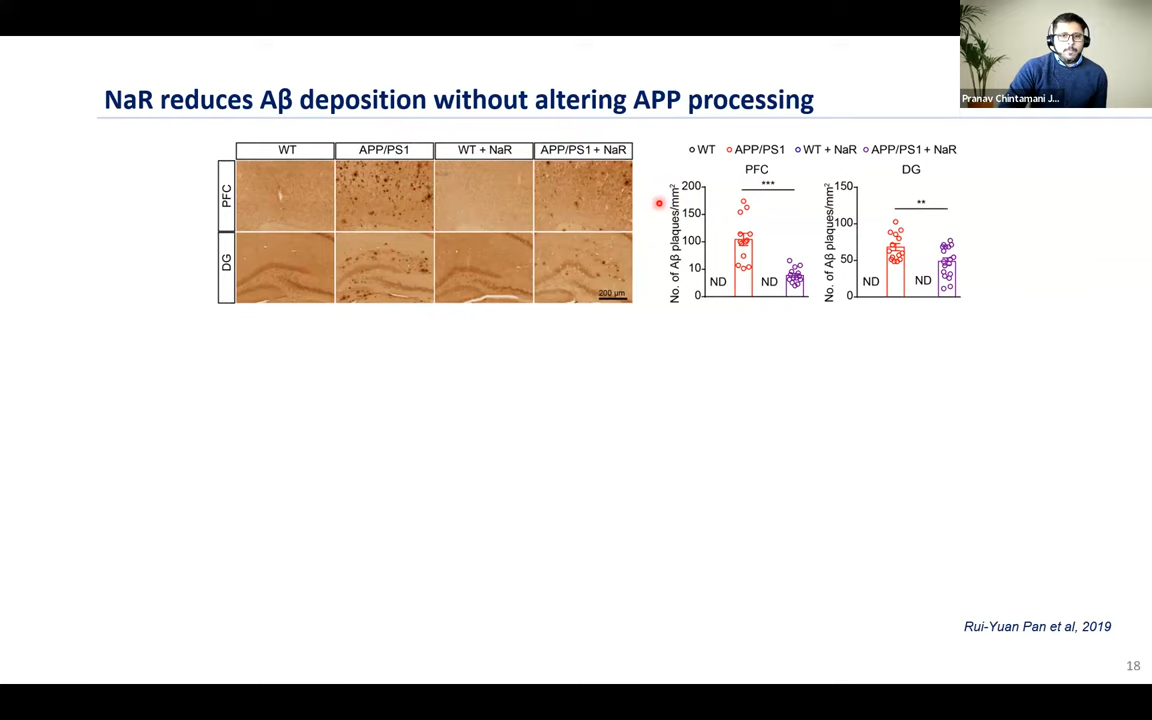 Pranav Chintamani J...
NaR reduces Aβ deposition without altering APP processing
WT APP/PS1 WT + NaR APP/PS1 + NaR
PFC
DG
200 µm
WT APP/PS1 WT + NaR APP/PS1 + NaR
PFC
No. of Aβ plaques/mm²
200
150
100
10
0
ND ND
***
DG
No. of Aβ plaques/mm²
150
100
50
0
ND ND
**
Rui-Yuan Pan et al, 2019
18